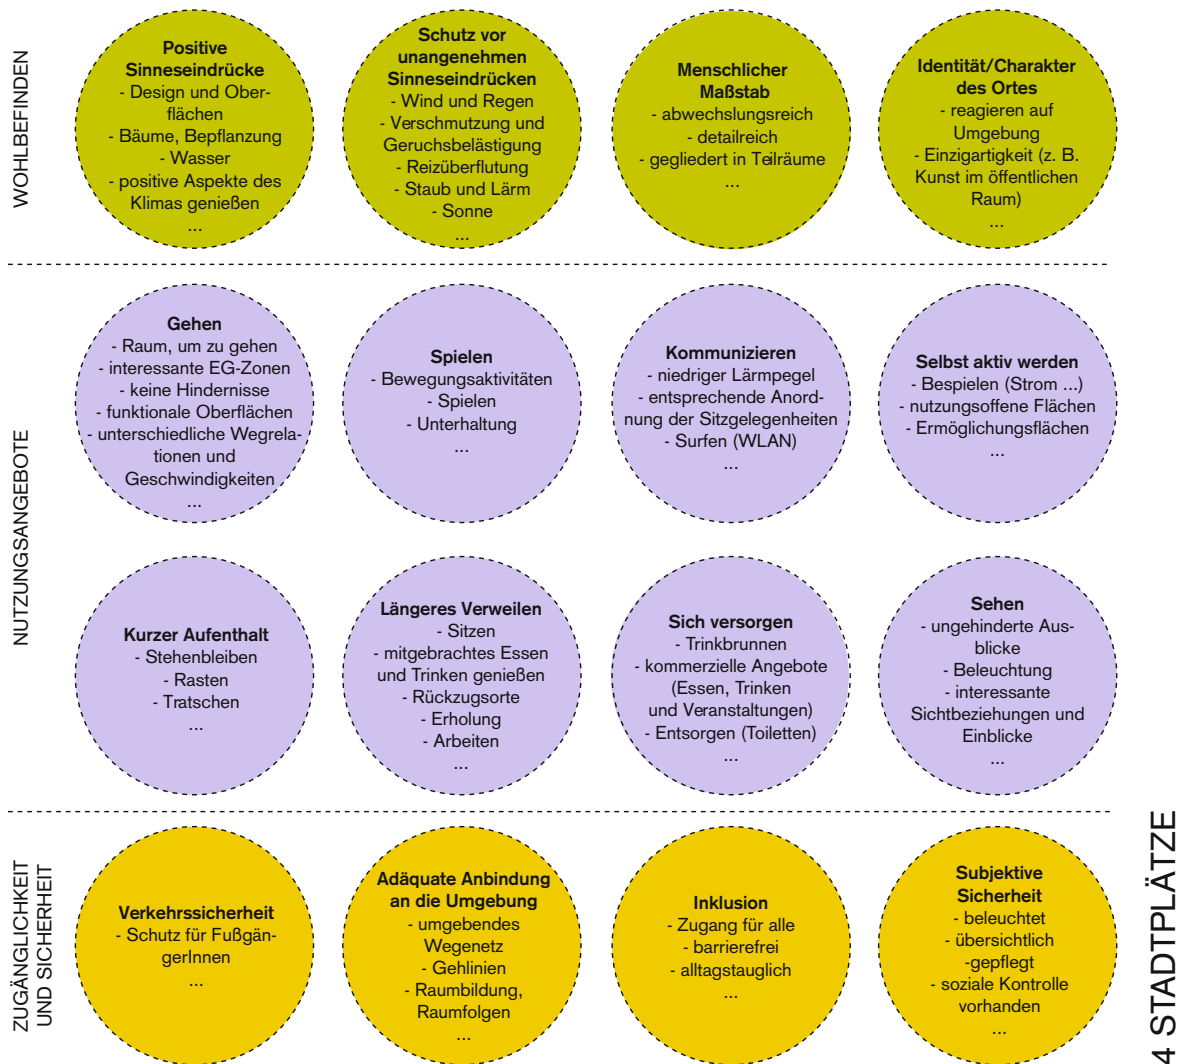 WOHLBEFINDEN
Positive
Sinneseindrücke
- Design und Ober-
flächen
- Bäume, Bepflanzung
- Wasser
- positive Aspekte des
Klimas genießen
...
Schutz vor
unangenehmen
Sinneseindrücken
- Wind und Regen
- Verschmutzung und
Geruchsbelästigung
- Reizüberflutung
- Staub und Lärm
- Sonne
...
Menschlicher
Maßstab
- abwechslungsreich
- detailreich
- gegliedert in Teilräume
...
Identität/Charakter
des Ortes
- reagieren auf
Umgebung
- Einzigartigkeit (z. B.
Kunst im öffentlichen
Raum)
...
NUTZUNGSANGEBOTE
Gehen
- Raum, um zu gehen
- interessante EG-Zonen
- keine Hindernisse
- funktionale Oberflächen
- unterschiedliche Wegrela-
tionen und
Geschwindigkeiten
...
Spielen
- Bewegungsaktivitäten
- Spielen
- Unterhaltung
...
Kommunizieren
- niedriger Lärmpegel
- entsprechende Anord-
nung der Sitzgelegenheiten
- Surfen (WLAN)
...
Selbst aktiv werden
- Bespielen (Strom ...)
- nutzungsoffene Flächen
- Ermöglichungsflächen
...
Kurzer Aufenthalt
- Stehenbleiben
- Rasten
- Tratschen
...
Längeres Verweilen
- Sitzen
- mitgebrachtes Essen
und Trinken genießen
- Rückzugsorte
- Erholung
- Arbeiten
...
Sich versorgen
- Trinkbrunnen
- kommerzielle Angebote
(Essen, Trinken
und Veranstaltungen)
- Entsorgen (Toiletten)
...
Sehen
- ungehinderte Aus-
blicke
- Beleuchtung
- interessante
Sichtbeziehungen und
Einblicke
...
ZUGÄNGLICHKEIT
UND SICHERHEIT
Verkehrssicherheit
- Schutz für Fußgän-
gerInnen
...
Adäquate Anbindung
an die Umgebung
- umgebendes
Wegenetz
- Gehlinien
- Raumbildung,
Raumfolgen
...
Inklusion
- Zugang für alle
- barrierefrei
- alltagstauglich
...
Subjektive
Sicherheit
- beleuchtet
- übersichtlich
-gepflegt
- soziale Kontrolle
vorhanden
...
4 STADTPLÄTZE